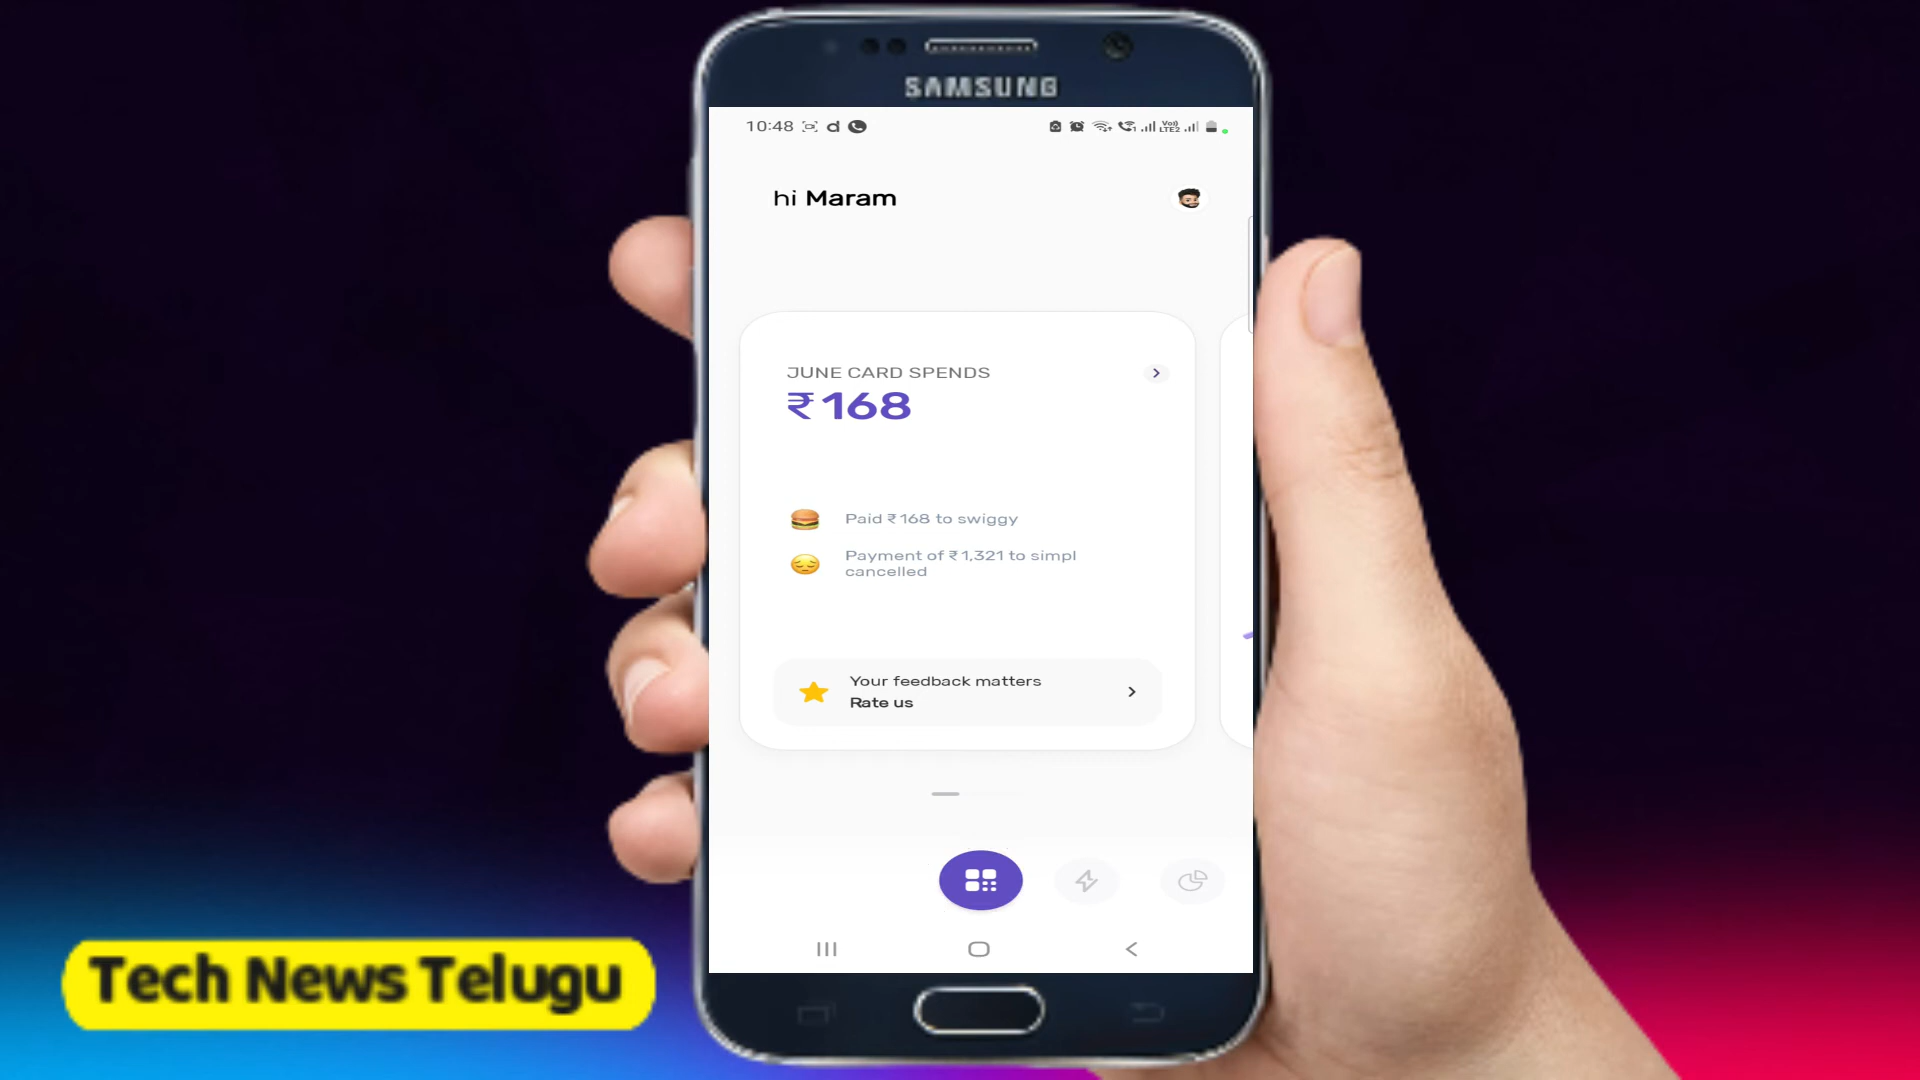 SAMSUNG
10:48
hi Maram
JUNE CARD SPENDS
₹168
Paid ₹168 to swiggy
Payment of ₹1,321 to simpl
cancelled
Your feedback matters
Rate us
Tech News Telugu